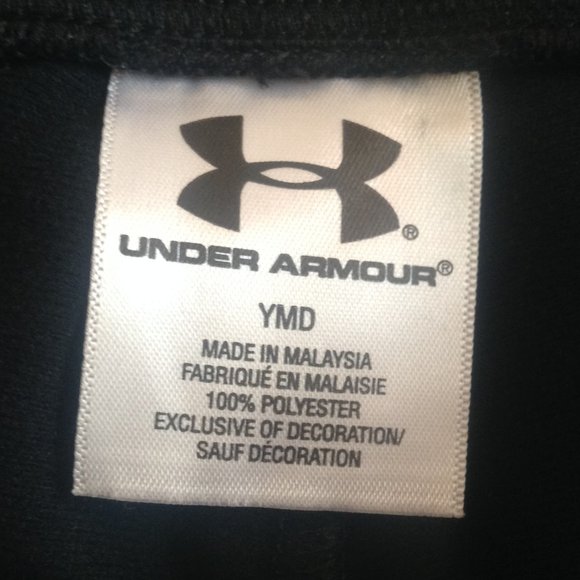 ®
UNDER ARMOUR®
YMD
MADE IN MALAYSIA
FABRIQUÉ EN MALAISIE
100% POLYESTER
EXCLUSIVE OF DECORATION/
SAUF DÉCORATION